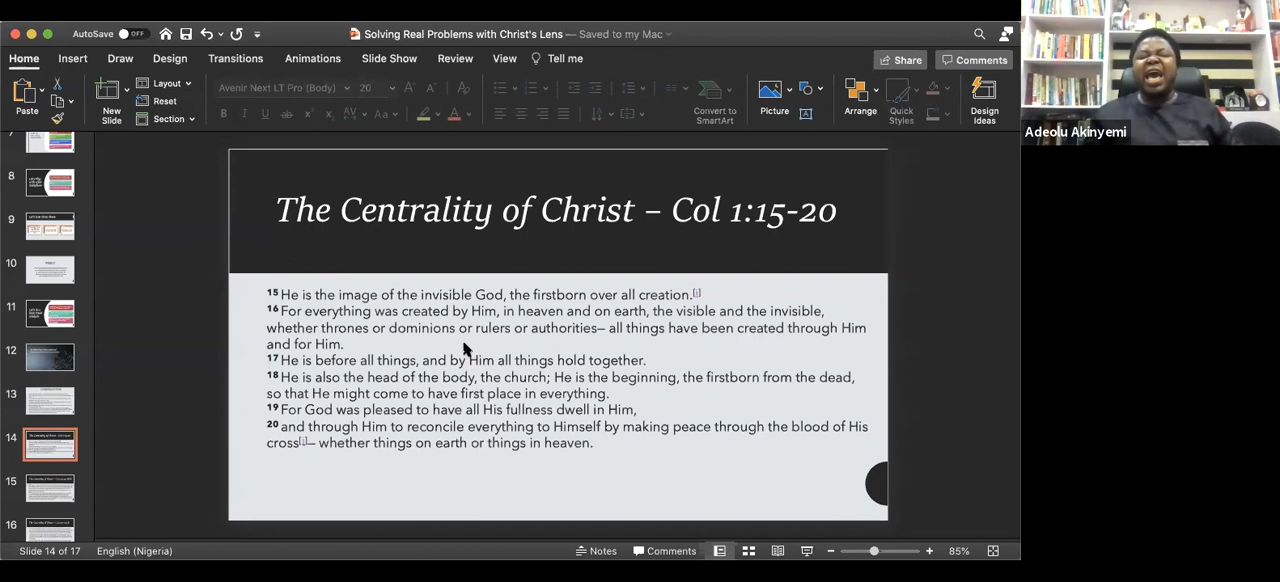 AutoSave OFF
Solving Real Problems with Christ's Lens — Saved to my Mac
Home Insert Draw Design Transitions Animations Slide Show Review View Tell me
Share Comments
Paste
New Slide
Layout
Reset
Section
Avenir Next LT Pro (Body) 20
Convert to SmartArt
Picture
Arrange
Quick Styles
Design Ideas
Adeolu Akinyemi
8
9
10
11
12
13
14
15
16
The Centrality of Christ – Col 1:15-20
15 He is the image of the invisible God, the firstborn over all creation.[i]
16 For everything was created by Him, in heaven and on earth, the visible and the invisible,
whether thrones or dominions or rulers or authorities— all things have been created through Him
and for Him.
17 He is before all things, and by Him all things hold together.
18 He is also the head of the body, the church; He is the beginning, the firstborn from the dead,
so that He might come to have first place in everything.
19 For God was pleased to have all His fullness dwell in Him,
20 and through Him to reconcile everything to Himself by making peace through the blood of His
cross[j]— whether things on earth or things in heaven.
Slide 14 of 17 English (Nigeria) Notes Comments 85%